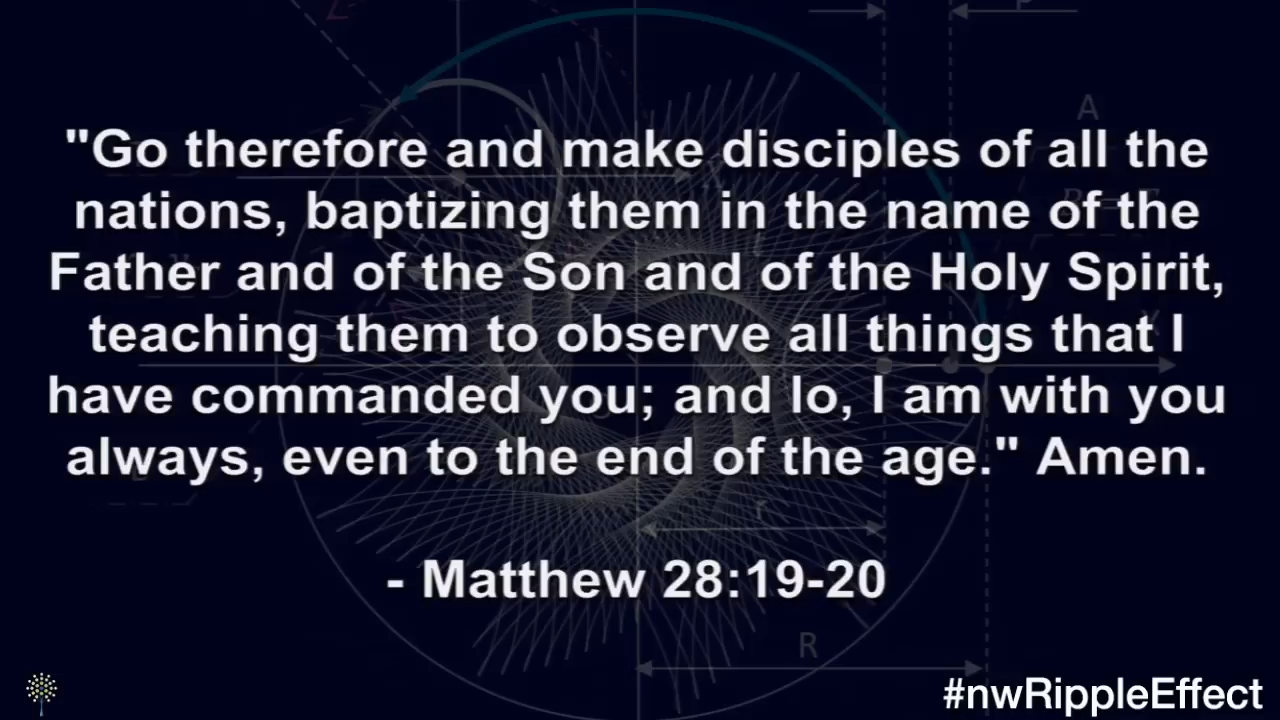 "Go therefore and make disciples of all the
nations, baptizing them in the name of the
Father and of the Son and of the Holy Spirit,
teaching them to observe all things that I
have commanded you; and lo, I am with you
always, even to the end of the age." Amen.
- Matthew 28:19-20
A
r
R
#nwRippleEffect